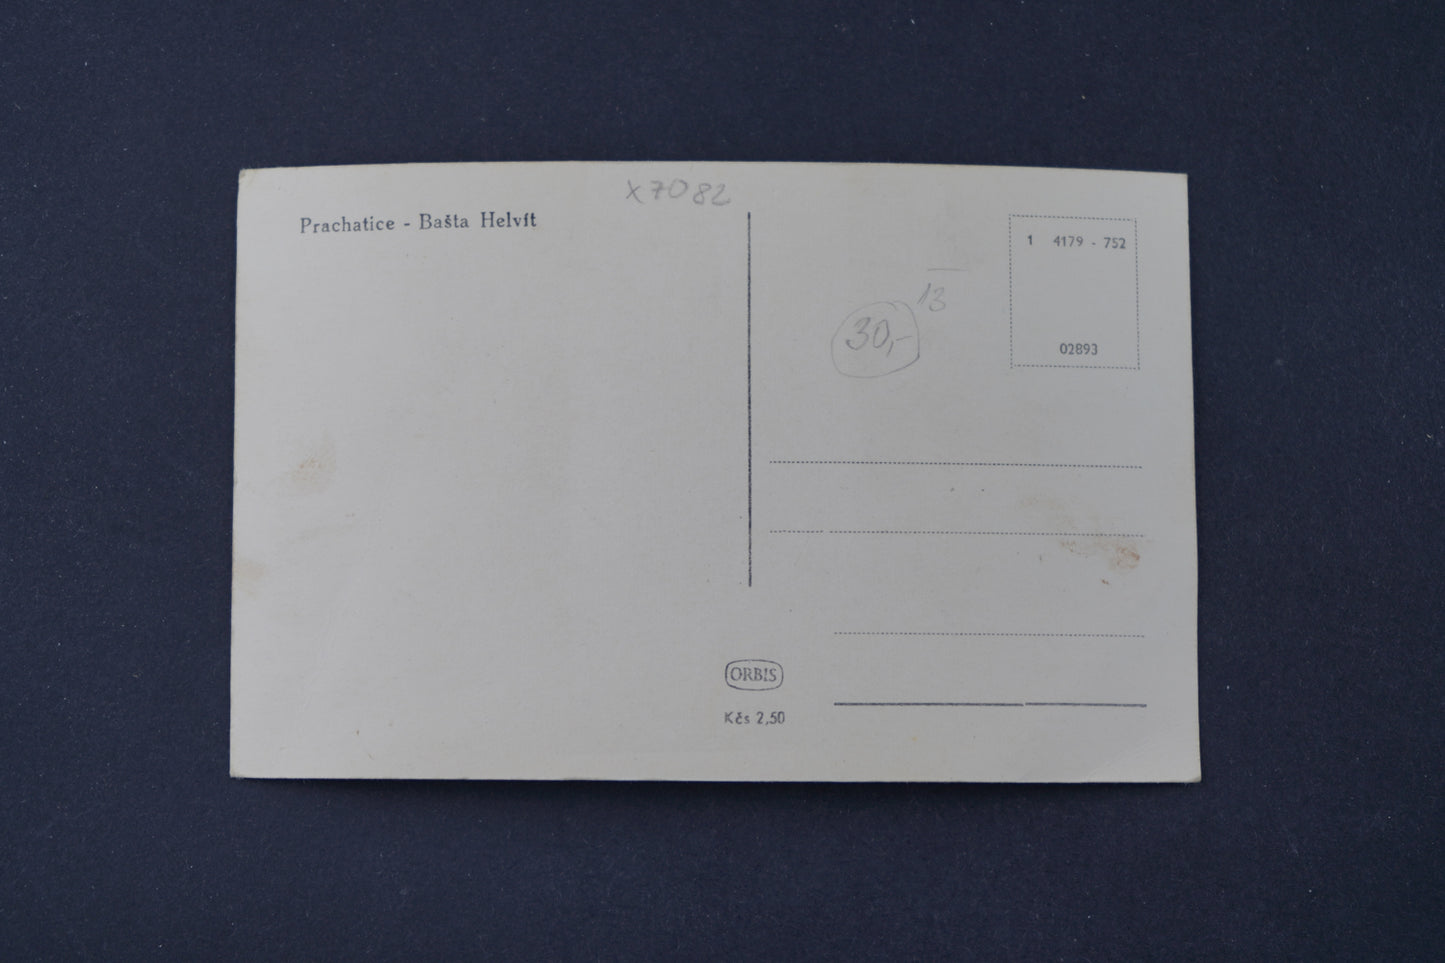 x7082
Prachatice - Bašta Helvít
1 4179 - 752
13
30,-
02893
ORBIS
Kčs 2,50